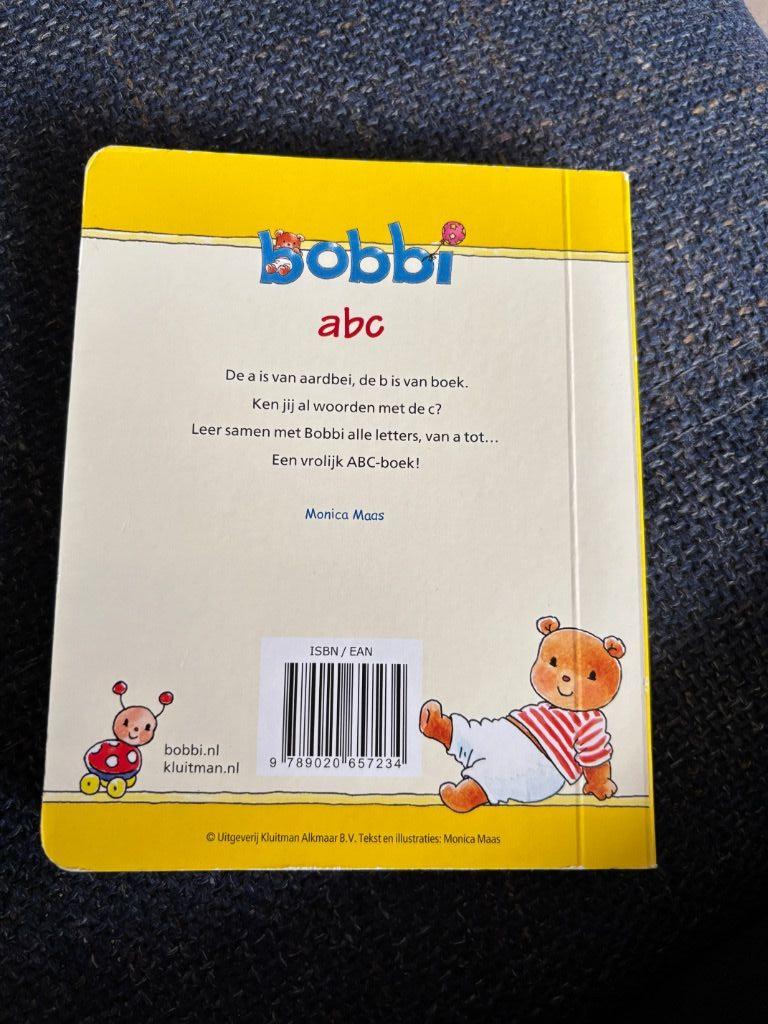 bobbi
abc
De a is van aardbei, de b is van boek.
Ken jij al woorden met de c?
Leer samen met Bobbi alle letters, van a tot...
Een vrolijk ABC-boek!
Monica Maas
ISBN / EAN
9 789020 657234
bobbi.nl
kluitman.nl
© Uitgeverij Kluitman Alkmaar B.V. Tekst en illustraties: Monica Maas